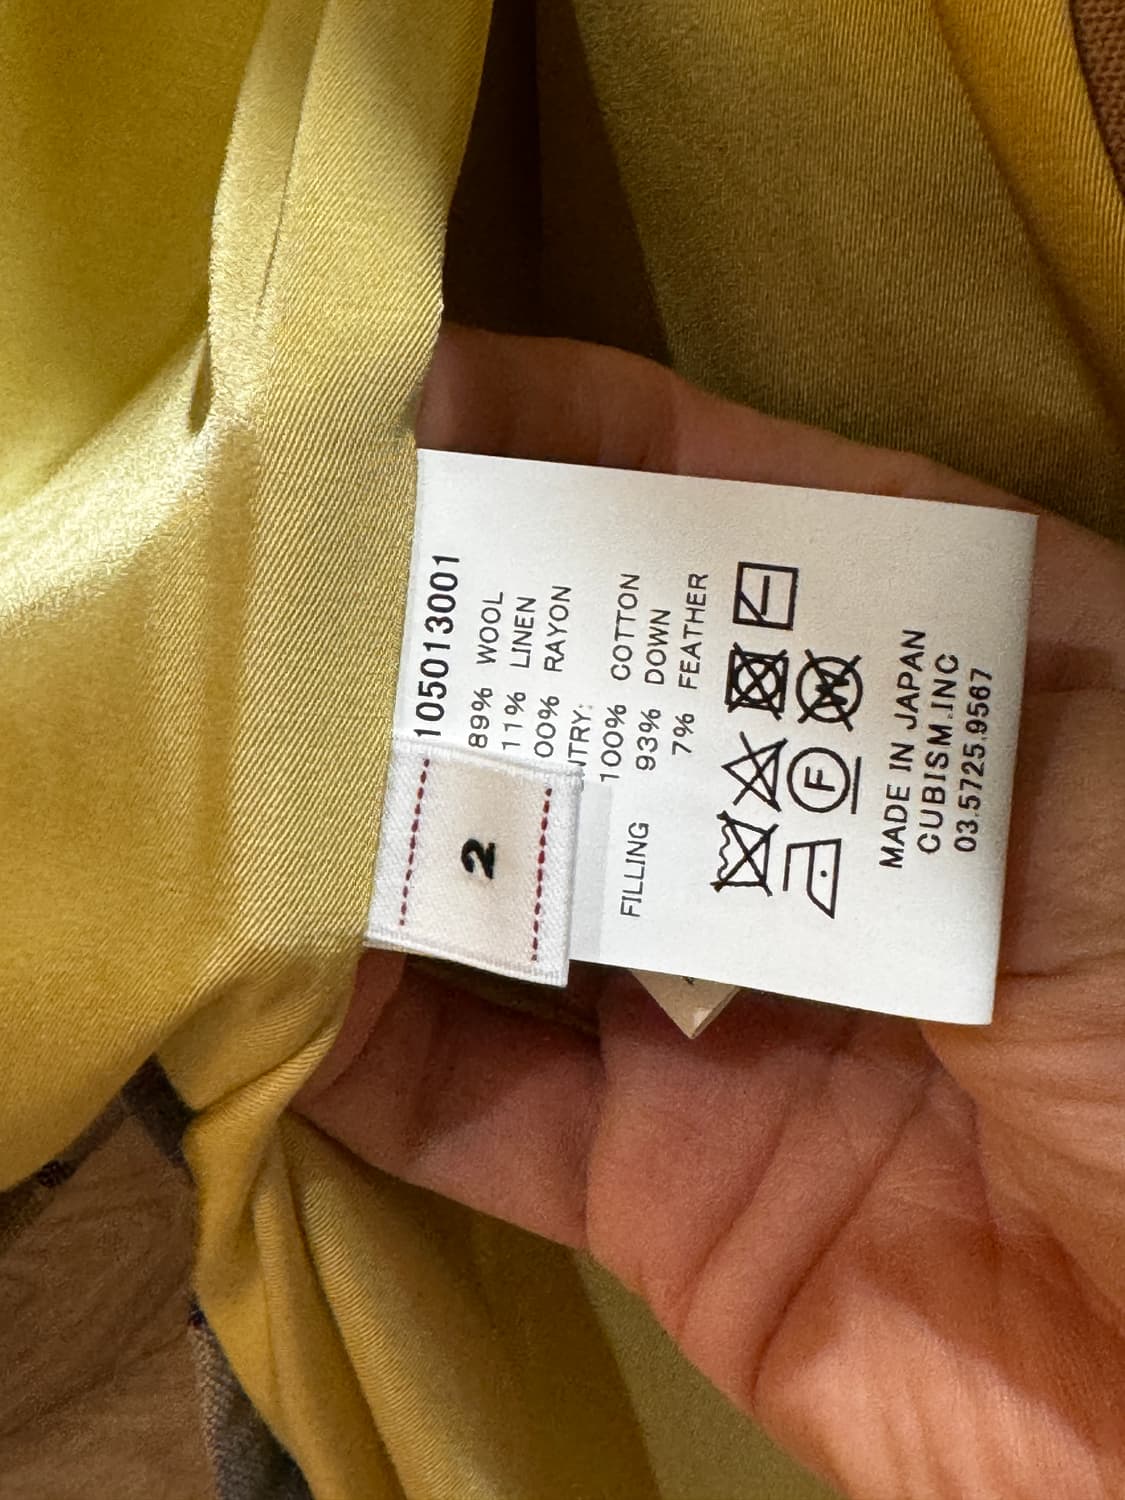 105013001
89% WOOL
11% LINEN
00% RAYON
NTRY:
100% COTTON
FILLING 93% DOWN
7% FEATHER
F W
MADE IN JAPAN
CUBISM.INC
03.5725.9567
2